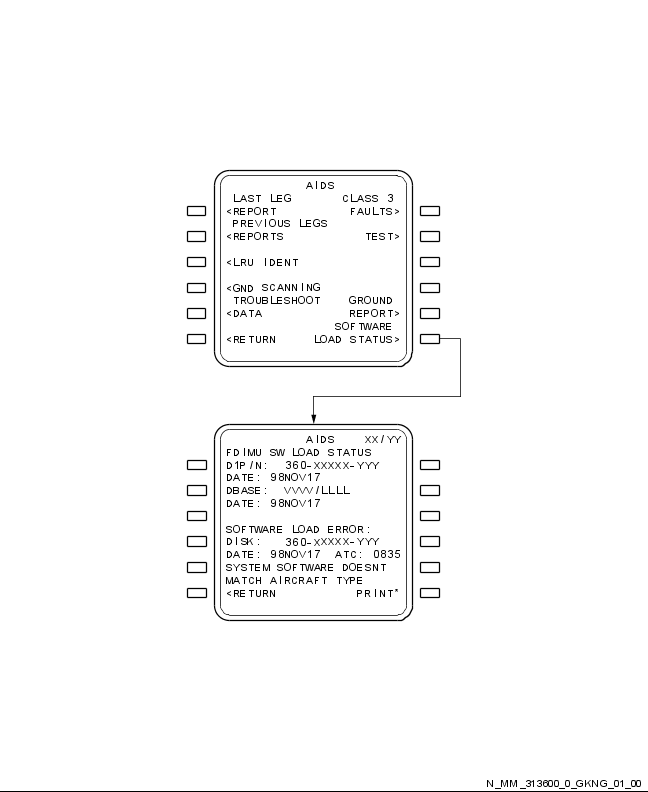 AIDS
LAST LEG CLASS 3
<REPORT FAULTS>
PREVIOUS LEGS
<REPORTS TEST>
<LRU IDENT
<GND SCANNING
TROUBLESHOOT GROUND
<DATA REPORT>
SOFTWARE
<RETURN LOAD STATUS>
AIDS XX/YY
FDIMU SW LOAD STATUS
D1P/N: 360-XXXXX-YYY
DATE: 98NOV17
DBASE: VVVV/LLLL
DATE: 98NOV17
SOFTWARE LOAD ERROR:
DISK: 360-XXXXX-YYY
DATE: 98NOV17 ATC: 0835
SYSTEM SOFTWARE DOESNT
MATCH AIRCRAFT TYPE
<RETURN PRINT*
N_MM_313600_0_GKNG_01_00